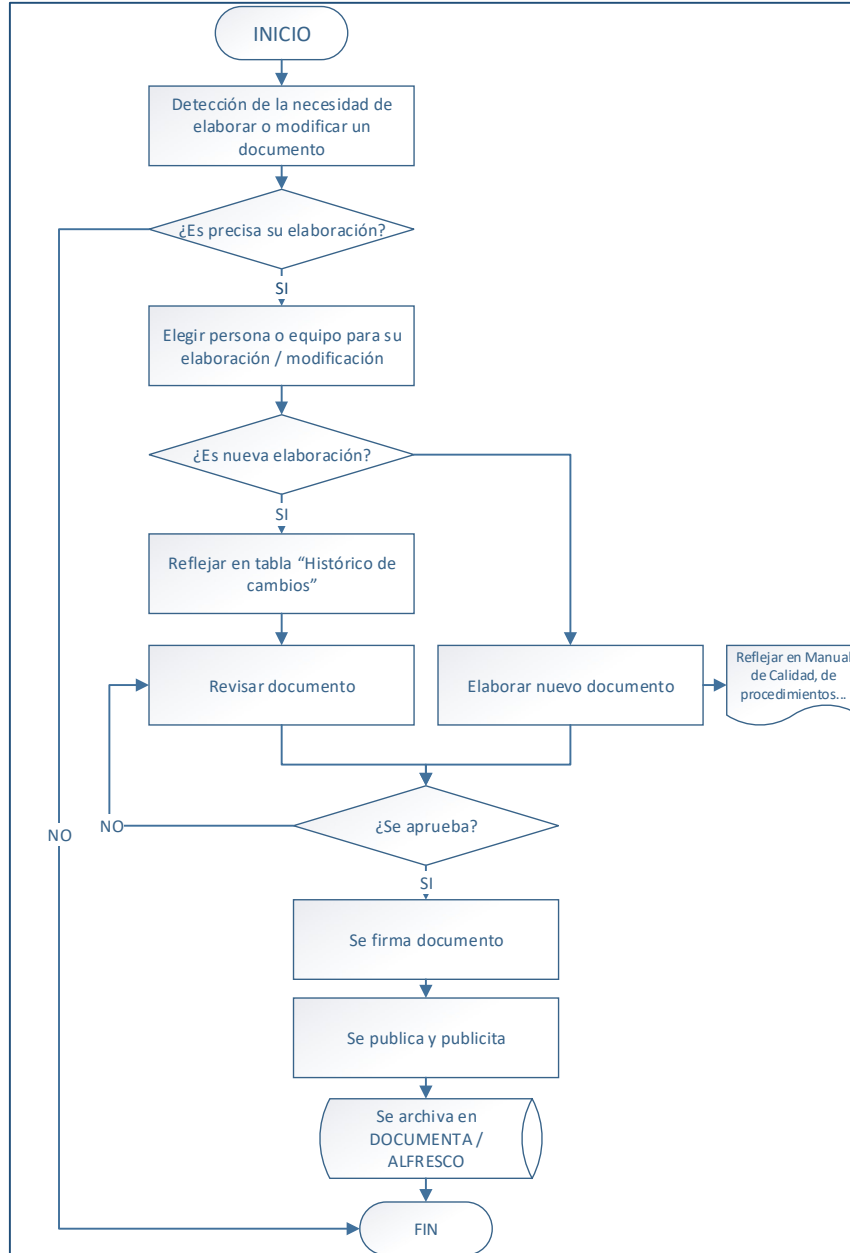 INICIO
Detección de la necesidad de
elaborar o modificar un
documento
¿Es precisa su elaboración?
SI
Elegir persona o equipo para su
elaboración / modificación
¿Es nueva elaboración?
SI
Reflejar en tabla “Histórico de
cambios”
Revisar documento
Elaborar nuevo documento
Reflejar en Manual
de Calidad, de
procedimientos...
¿Se aprueba?
NO
NO
SI
Se firma documento
Se publica y publicita
Se archiva en
DOCUMENTA /
ALFRESCO
FIN